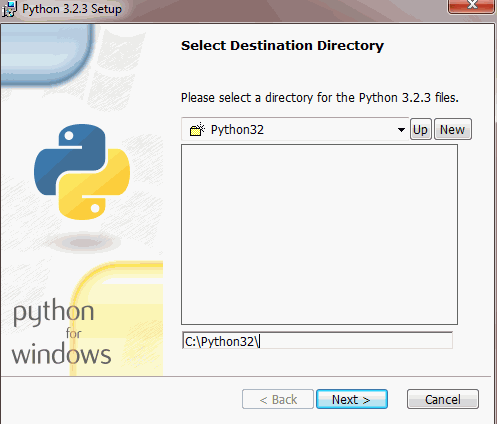 Python 3.2.3 Setup
Select Destination Directory
Please select a directory for the Python 3.2.3 files.
Python32
Up
New
C:\Python32\
python
for
windows
< Back
Next >
Cancel